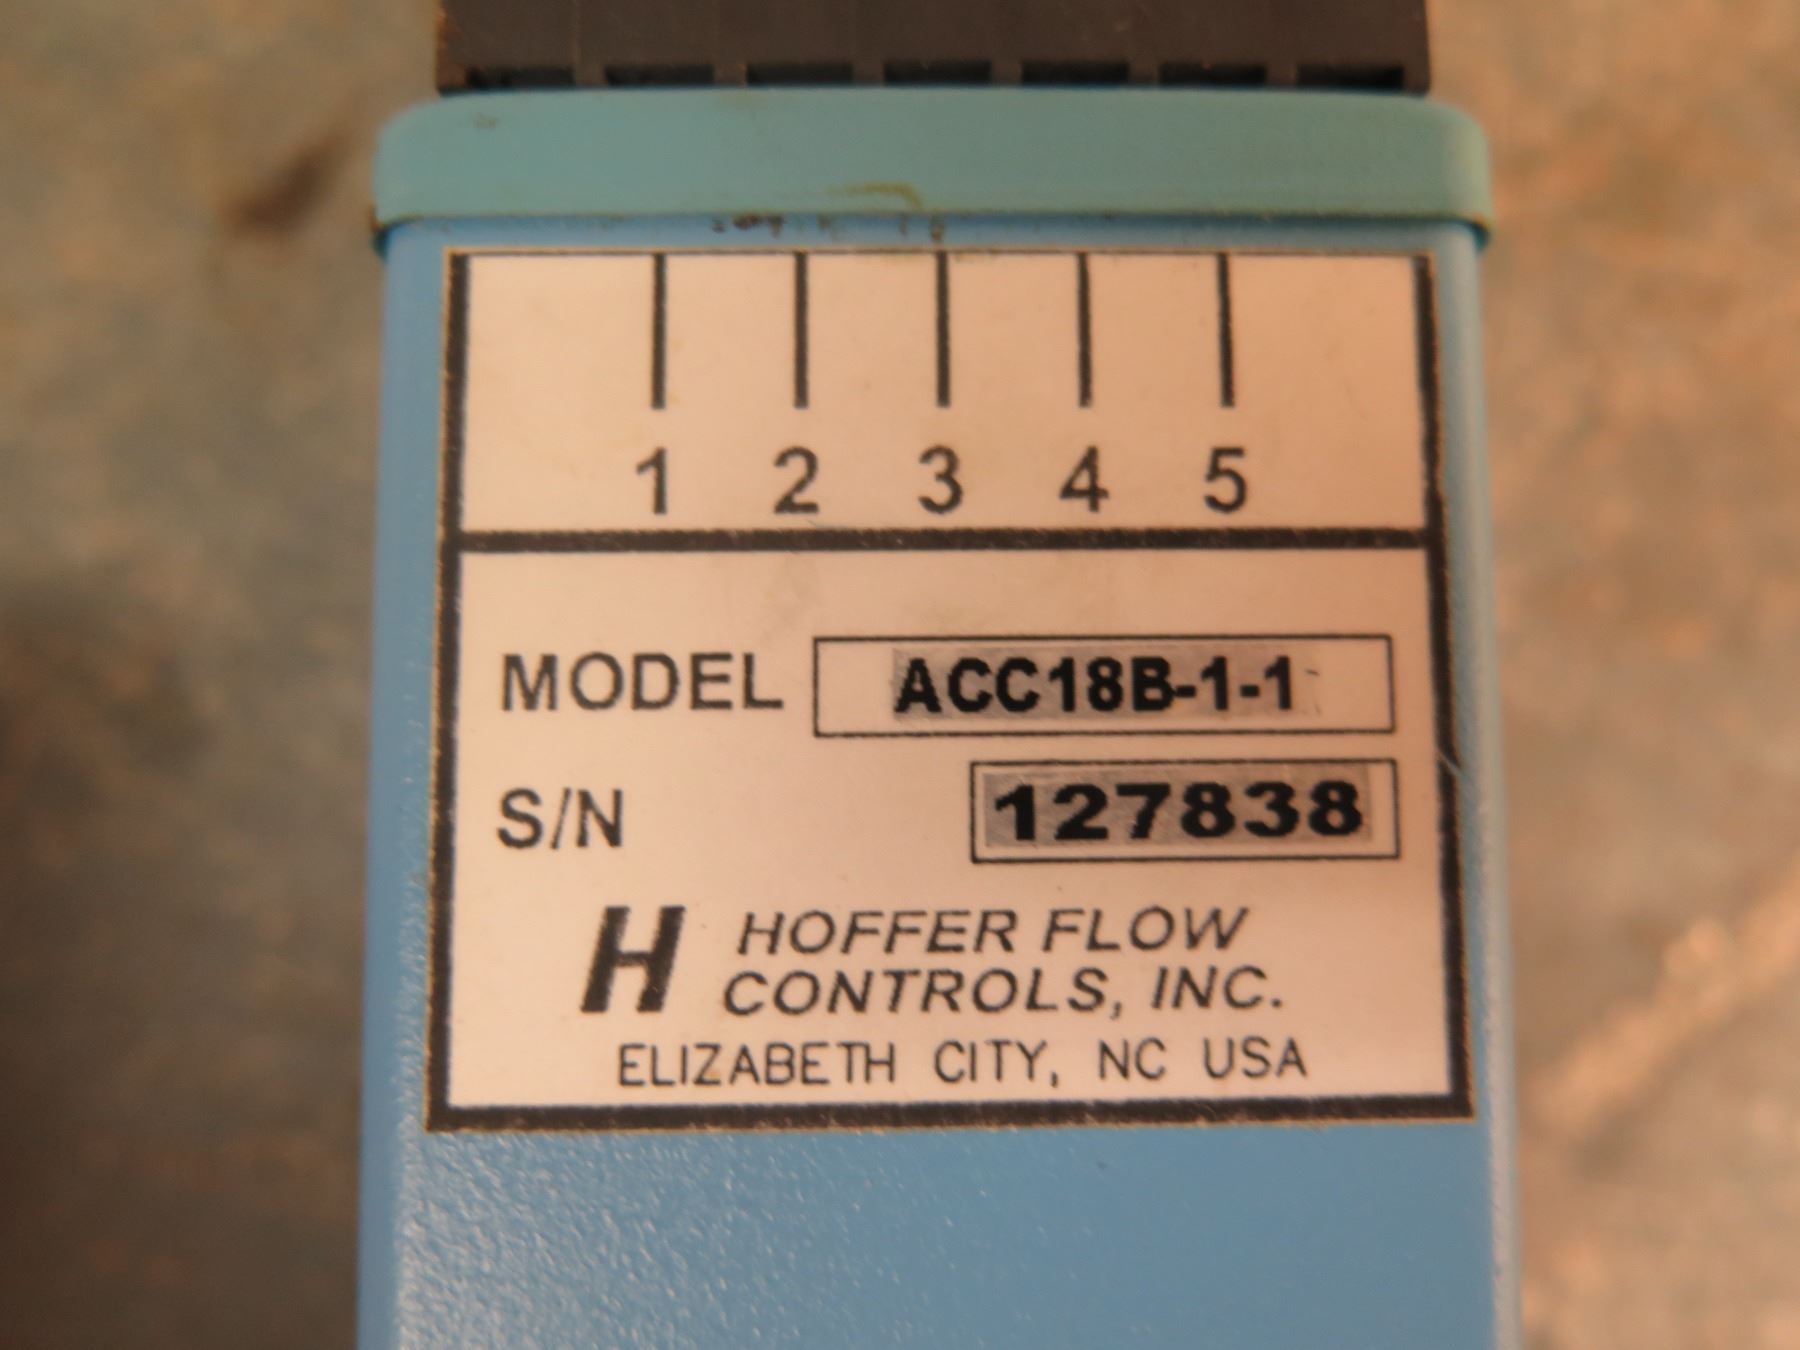 1 2 3 4 5
MODEL ACC18B-1-1
S/N 127838
H HOFFER FLOW
CONTROLS, INC.
ELIZABETH CITY, NC USA